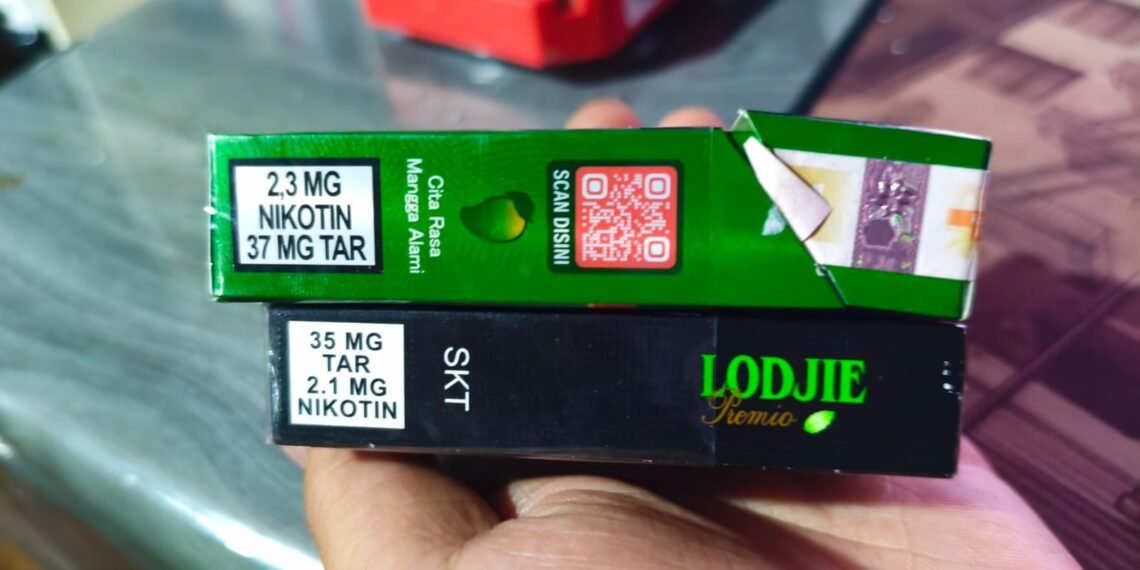 2,3 MG
NIKOTIN
37 MG TAR
Cita Rasa
Mangga Alami
SCAN DISINI
35 MG
TAR
2.1 MG
NIKOTIN
SKT
LODJIE
Premio